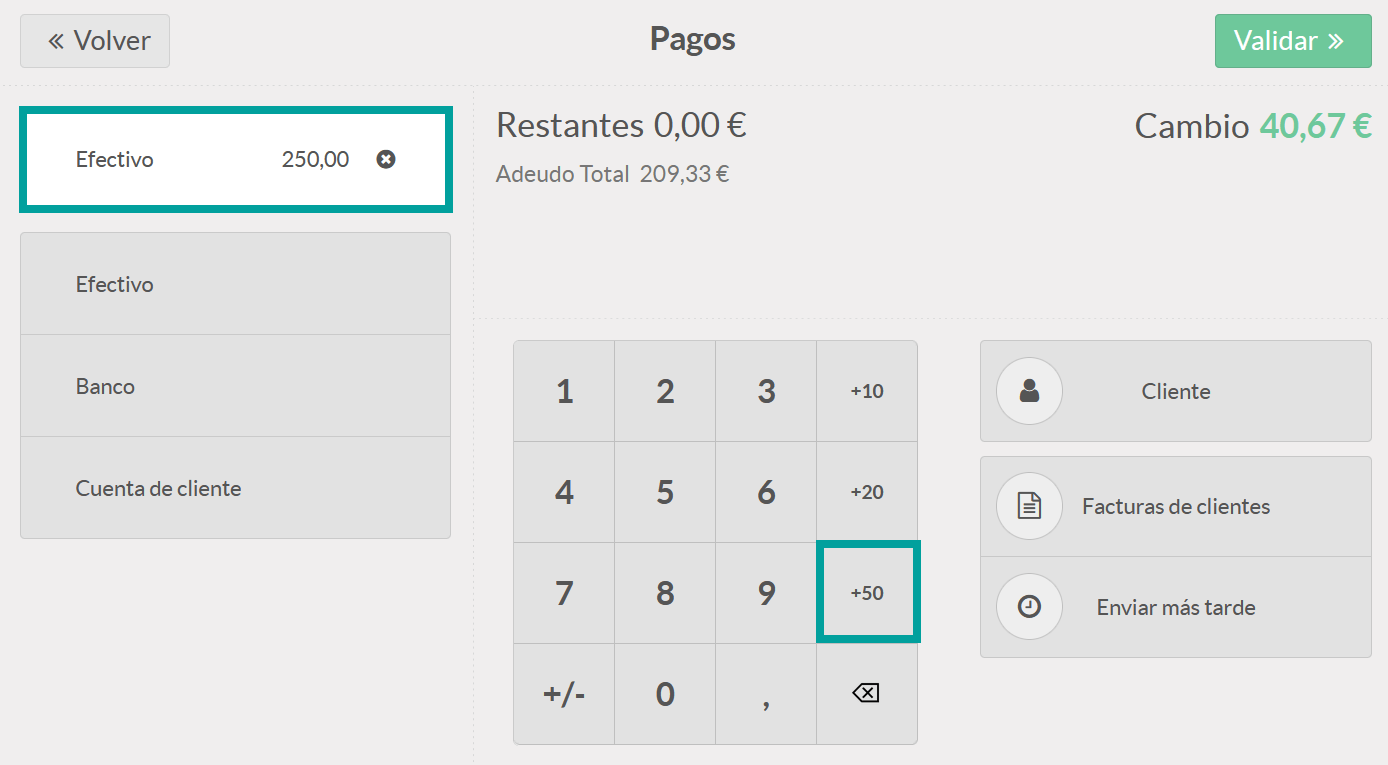 « Volver
Pagos
Validar »
Efectivo 250,00
Restantes 0,00 €
Cambio 40,67 €
Adeudo Total 209,33 €
Efectivo
Banco
Cuenta de cliente
1 2 3 +10
4 5 6 +20
7 8 9 +50
+/- 0 ,
Cliente
Facturas de clientes
Enviar más tarde